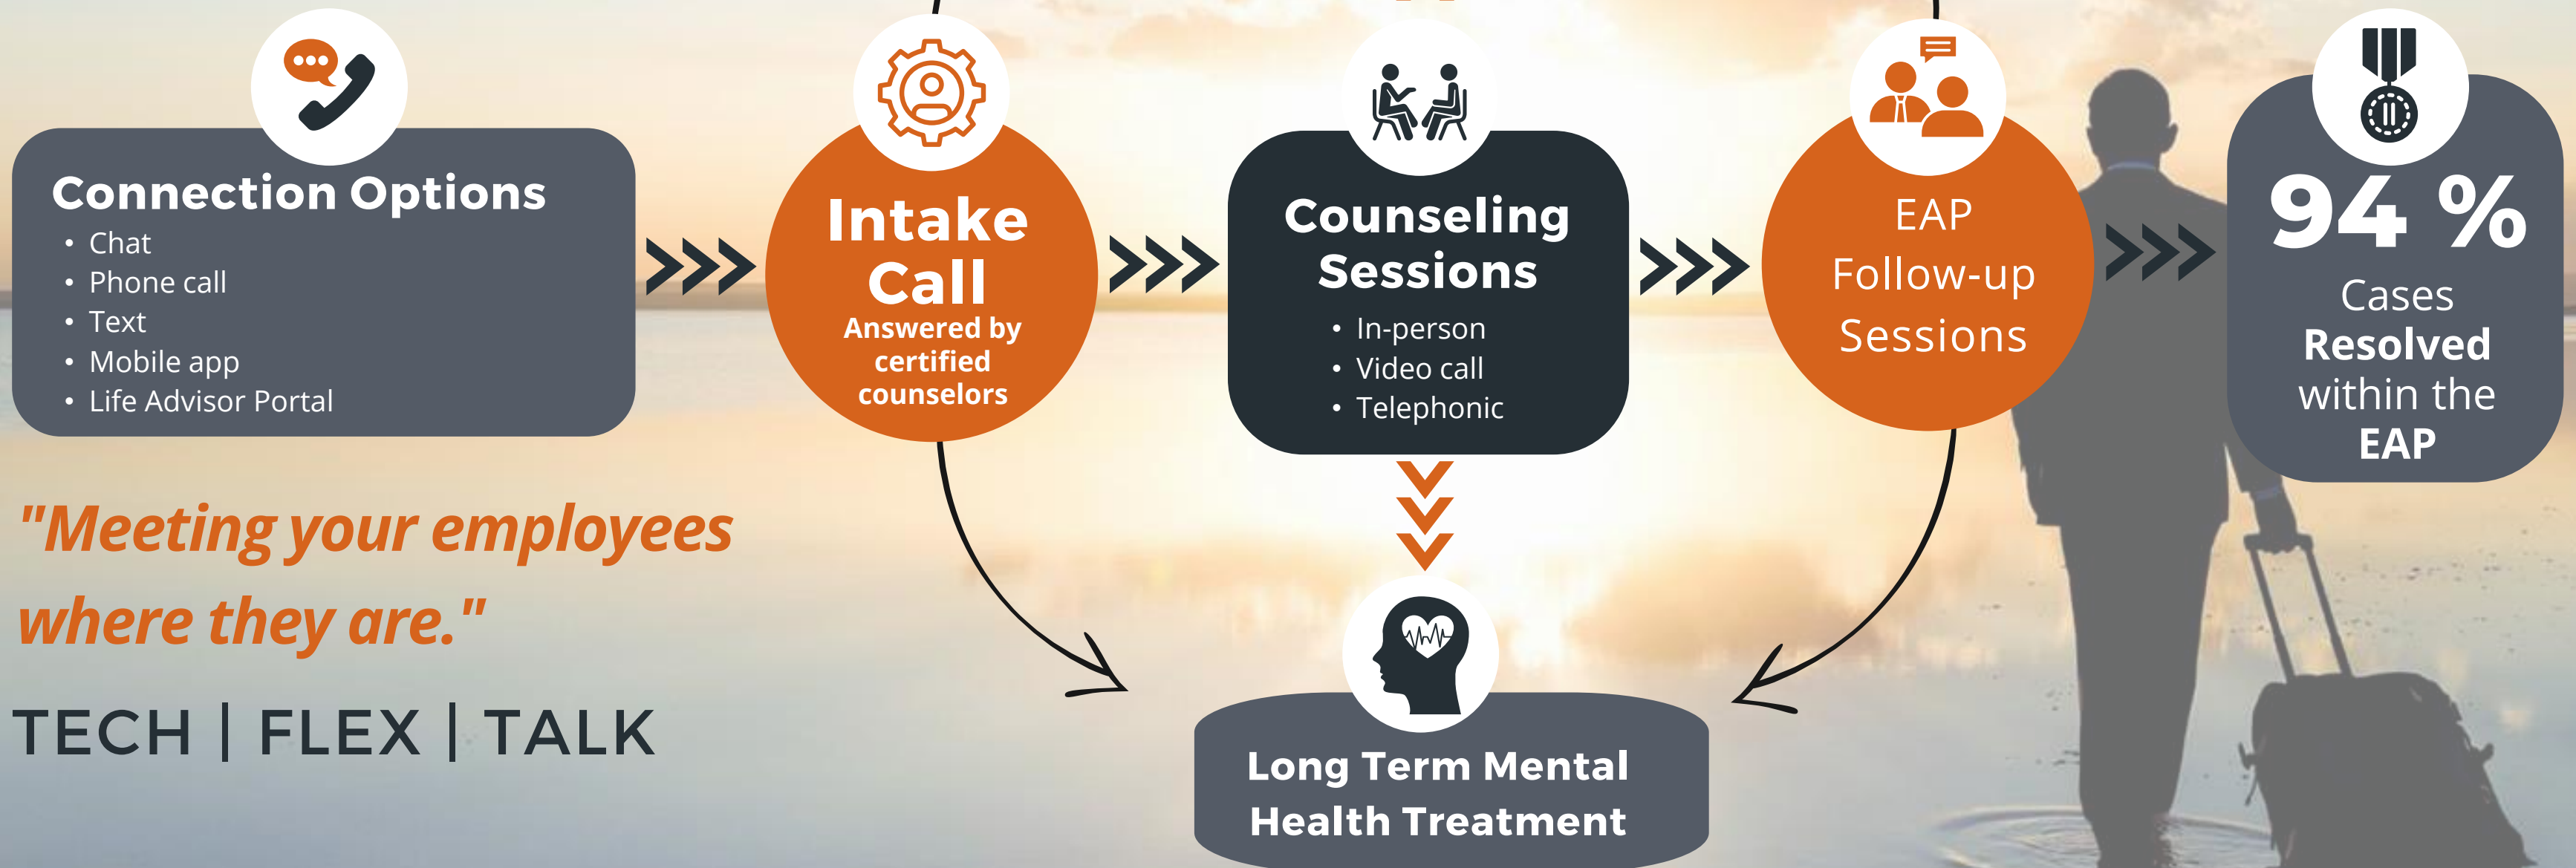 Connection Options
• Chat
• Phone call
• Text
• Mobile app
• Life Advisor Portal
Intake
Call
Answered by
certified
counselors
Counseling
Sessions
• In-person
• Video call
• Telephonic
EAP
Follow-up
Sessions
94 %
Cases
Resolved
within the
EAP
"Meeting your employees
where they are."
TECH | FLEX | TALK
Long Term Mental
Health Treatment